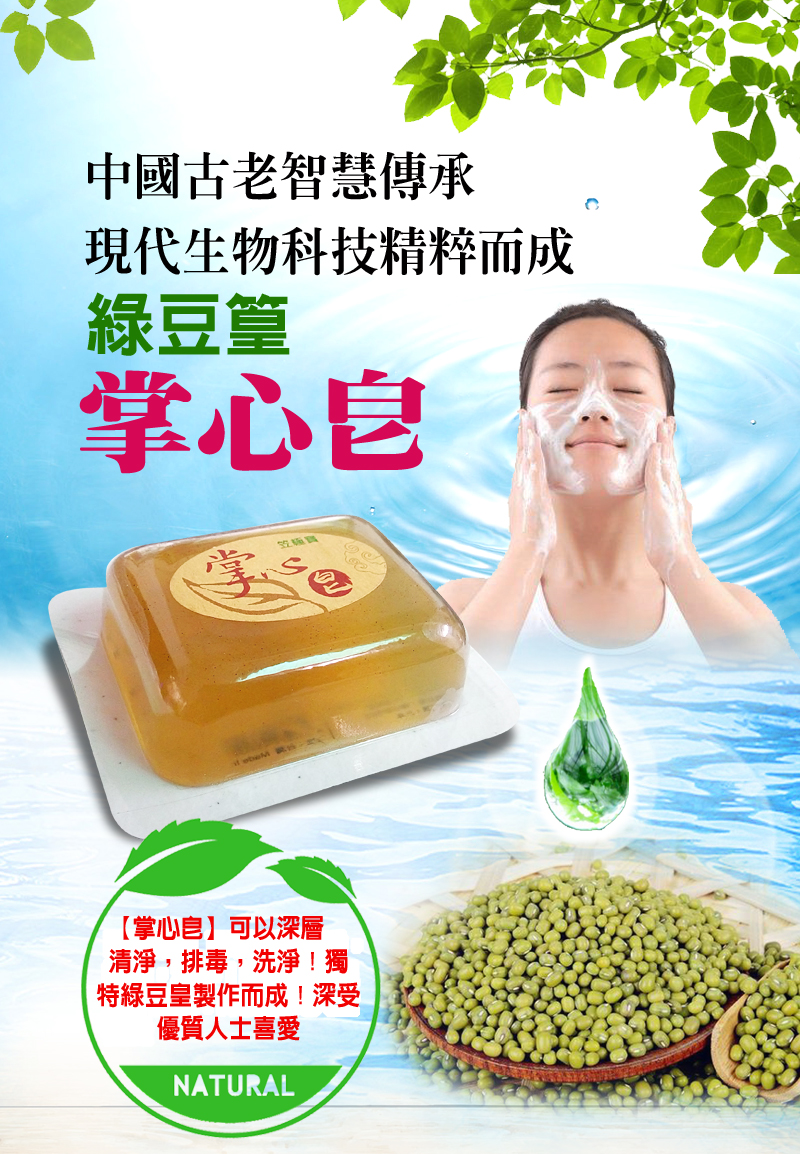 中國古老智慧傳承
現代生物科技精粹而成
綠豆篁
掌心皂
掌心皂
【掌心皂】可以深層
清淨，排毒，洗淨！獨
特綠豆皇製作而成！深受
優質人士喜愛
NATURAL